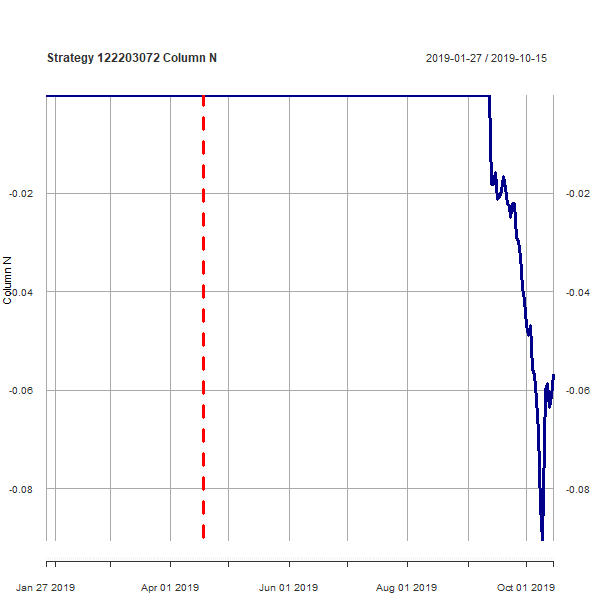 Strategy 122203072 Column N
2019-01-27 / 2019-10-15
-0.02
-0.02
Column N
-0.04
-0.04
-0.06
-0.06
-0.08
-0.08
Jan 27 2019
Apr 01 2019
Jun 01 2019
Aug 01 2019
Oct 01 2019